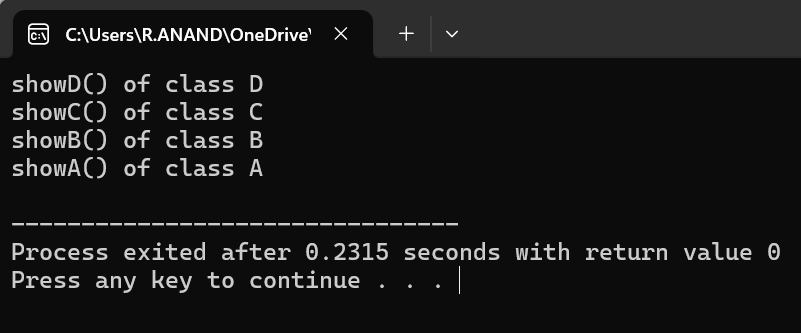 C:\Users\R.ANAND\OneDrive\
showD() of class D
showC() of class C
showB() of class B
showA() of class A
--------------------------------
Process exited after 0.2315 seconds with return value 0
Press any key to continue . . .